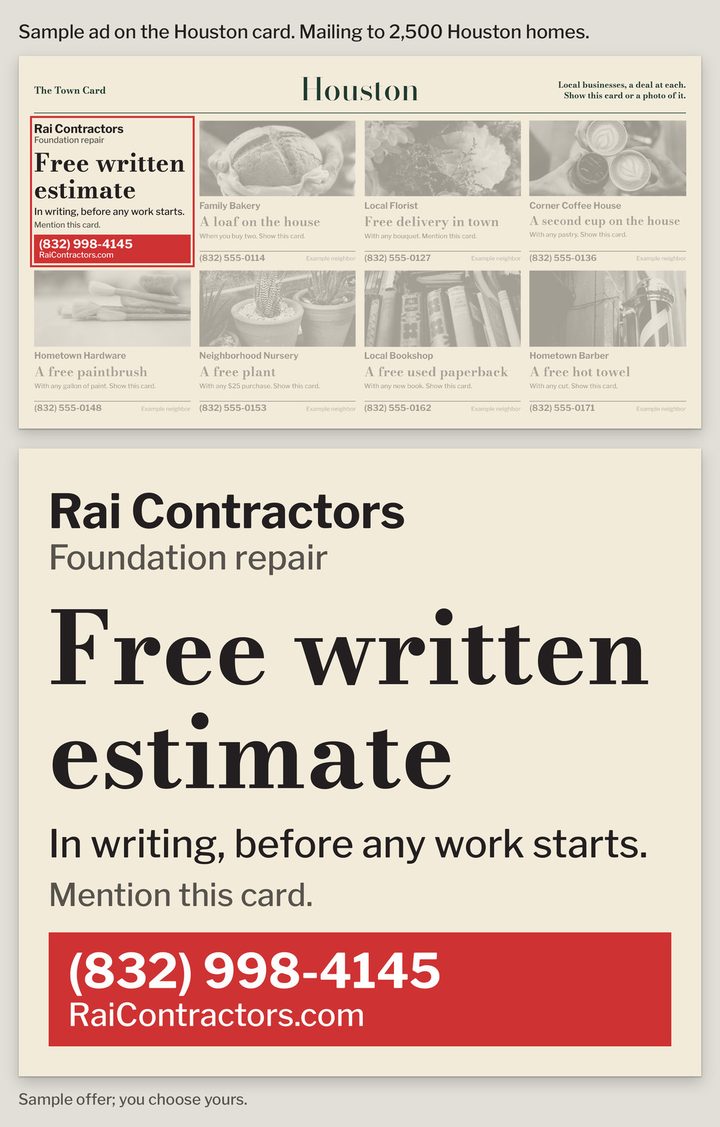 Sample ad on the Houston card. Mailing to 2,500 Houston homes.
The Town Card
Houston
Local businesses, a deal at each.
Show this card or a photo of it.
Rai Contractors
Foundation repair
Free written
estimate
In writing, before any work starts.
Mention this card.
(832) 998-4145
RaiContractors.com
Family Bakery
A loaf on the house
When you buy two. Show this card.
(832) 555-0114
Example neighbor
Local Florist
Free delivery in town
With any bouquet. Mention this card.
(832) 555-0127
Example neighbor
Corner Coffee House
A second cup on the house
With any pastry. Show this card.
(832) 555-0136
Example neighbor
Hometown Hardware
A free paintbrush
With any gallon of paint. Show this card.
(832) 555-0148
Example neighbor
Neighborhood Nursery
A free plant
With any $25 purchase. Show this card.
(832) 555-0153
Example neighbor
Local Bookshop
A free used paperback
With any new book. Show this card.
(832) 555-0162
Example neighbor
Hometown Barber
A free hot towel
With any cut. Show this card.
(832) 555-0171
Example neighbor
Rai Contractors
Foundation repair
Free written
estimate
In writing, before any work starts.
Mention this card.
(832) 998-4145
RaiContractors.com
Sample offer; you choose yours.